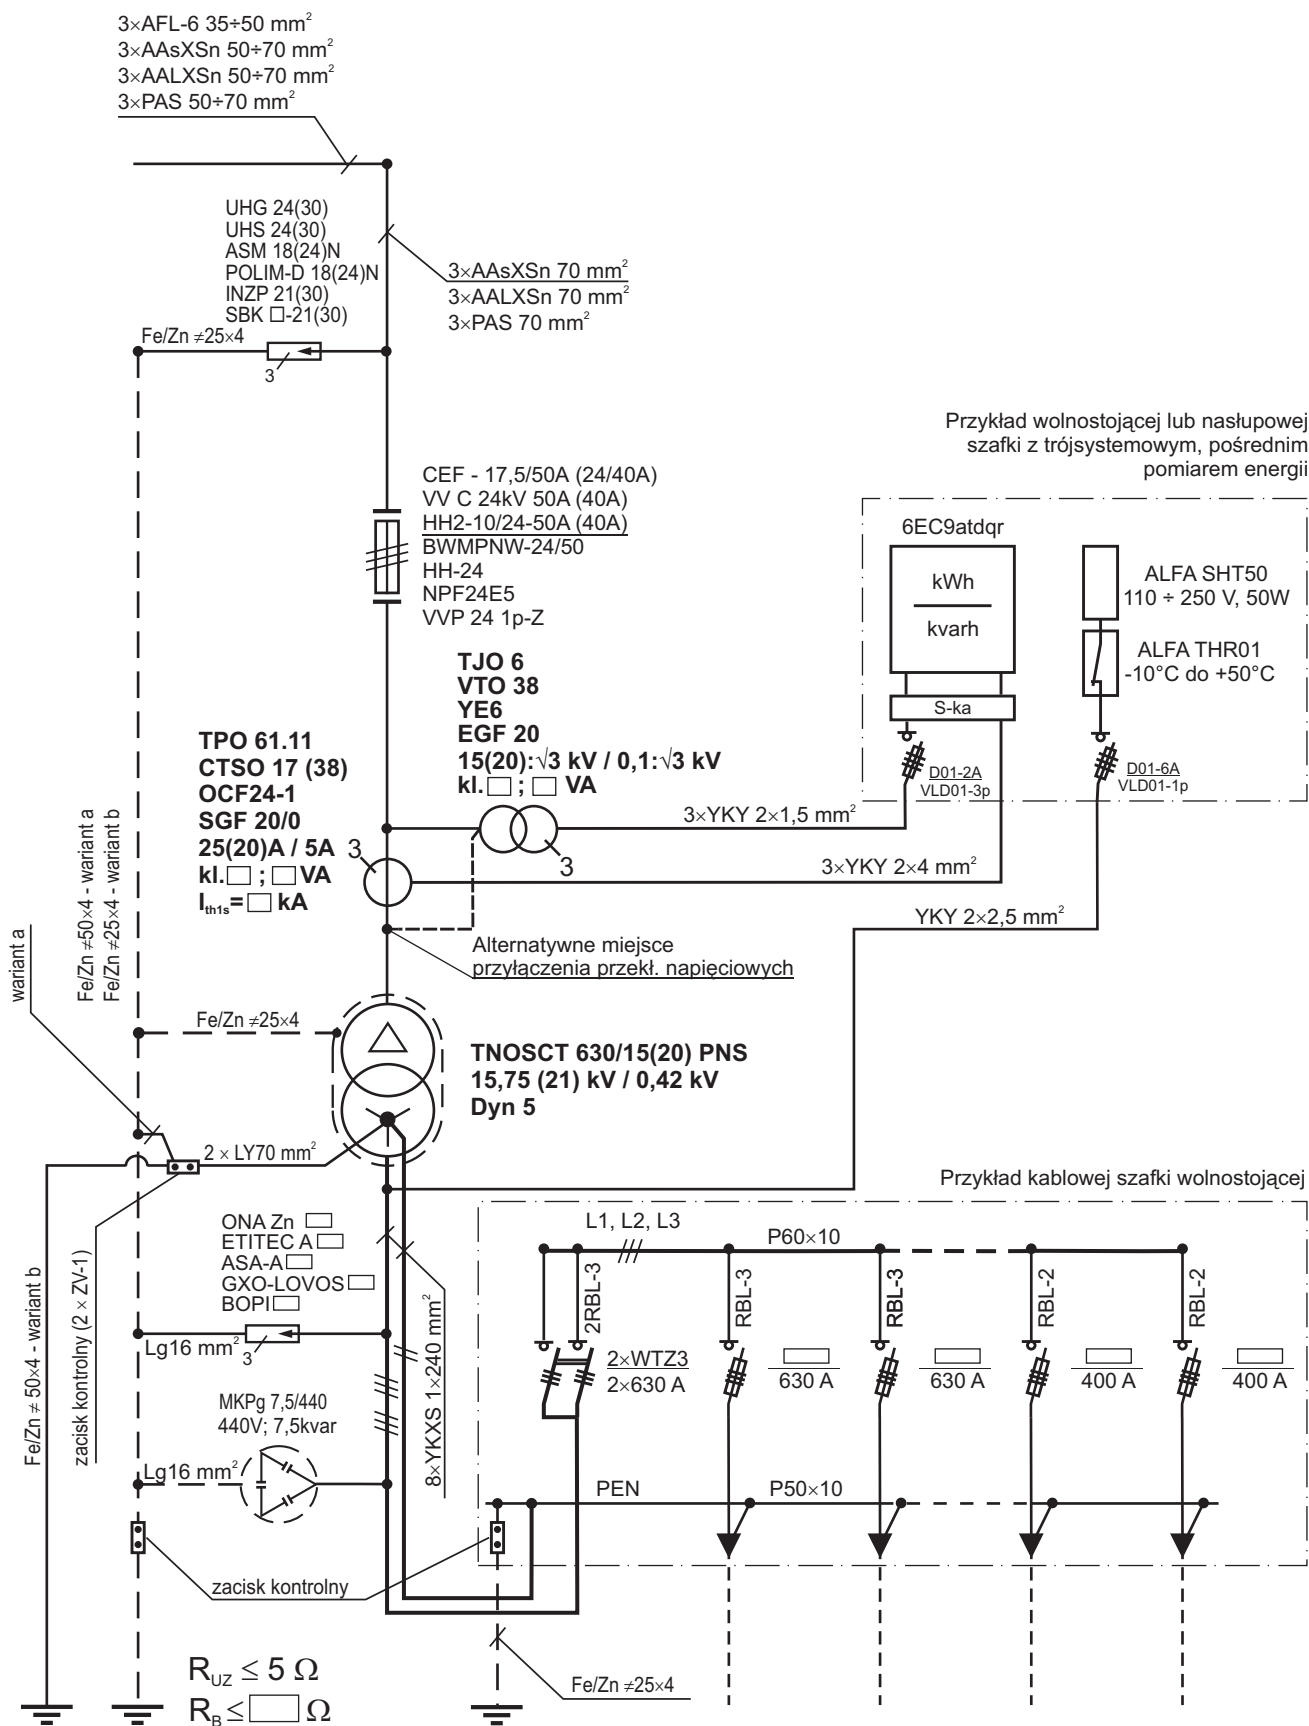 3×AFL-6 35÷50 mm²
3×AAsXSn 50÷70 mm²
3×AALXSn 50÷70 mm²
3×PAS 50÷70 mm²
UHG 24(30)
UHS 24(30)
ASM 18(24)N
POLIM-D 18(24)N
INZP 21(30)
SBK □-21(30)
3×AAsXSn 70 mm²
3×AALXSn 70 mm²
3×PAS 70 mm²
Fe/Zn ≠25×4
3
Przykład wolnostojącej lub nasłupowej
szafki z trójsystemowym, pośrednim
pomiarem energii
CEF - 17,5/50A (24/40A)
VV C 24kV 50A (40A)
HH2-10/24-50A (40A)
BWMPNW-24/50
HH-24
NPF24E5
VVP 24 1p-Z
6EC9atdqr
kWh
kvarh
S-ka
ALFA SHT50
110 ÷ 250 V, 50W
ALFA THR01
-10°C do +50°C
D01-2A
VLD01-3p
D01-6A
VLD01-1p
TJO 6
VTO 38
YE6
EGF 20
15(20):√3 kV / 0,1:√3 kV
kl.□ ; □ VA
TPO 61.11
CTSO 17 (38)
OCF24-1
SGF 20/0
25(20)A / 5A
kl.□ ; □ VA
Ith1s= □ kA
3
3
3×YKY 2×1,5 mm²
3×YKY 2×4 mm²
YKY 2×2,5 mm²
Alternatywne miejsce
przyłączenia przekł. napięciowych
Fe/Zn ≠50×4 - wariant a
Fe/Zn ≠25×4 - wariant b
wariant a
Fe/Zn ≠25×4
TNOSCT 630/15(20) PNS
15,75 (21) kV / 0,42 kV
Dyn 5
2 × LY70 mm²
Przykład kablowej szafki wolnostojącej
ONA Zn □
ETITEC A □
ASA-A □
GXO-LOVOS □
BOPI □
Lg16 mm²
3
MKPg 7,5/440
440V; 7,5kvar
Lg16 mm²
8×YKXS 1×240 mm²
Fe/Zn ≠ 50×4 - wariant b
zacisk kontrolny (2 × ZV-1)
L1, L2, L3
P60×10
2RBL-3
RBL-3
RBL-3
RBL-2
RBL-2
2×WTZ3
2×630 A
630 A
630 A
400 A
400 A
PEN
P50×10
zacisk kontrolny
Fe/Zn ≠25×4
RUZ ≤ 5 Ω
RB ≤ □ Ω